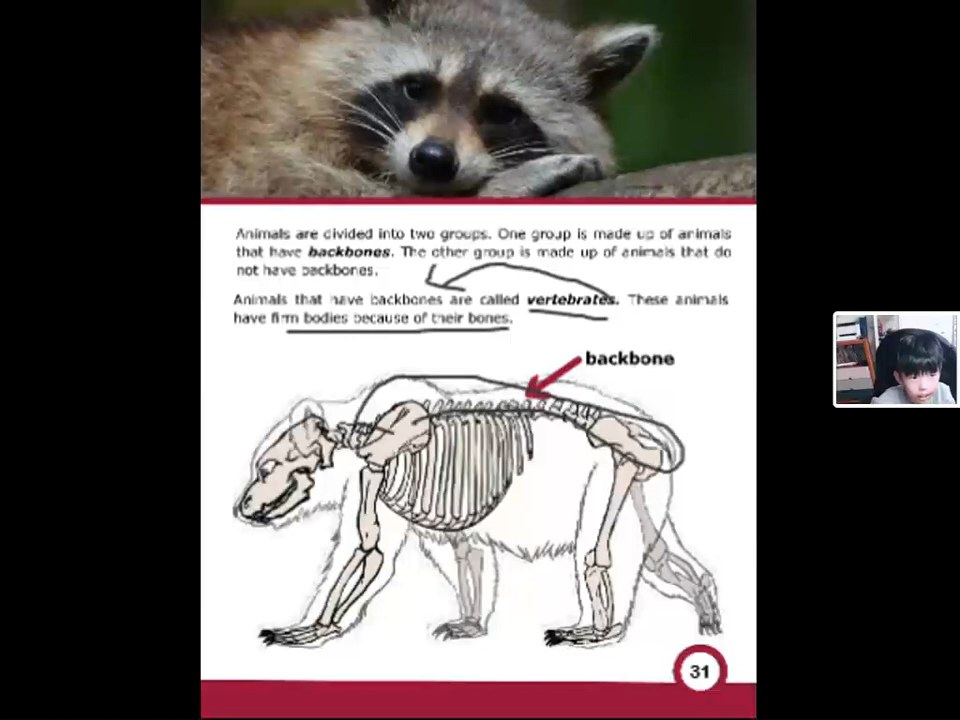 Animals are divided into two groups. One group is made up of animals
that have backbones. The other group is made up of animals that do
not have backbones.
Animals that have backbones are called vertebrates. These animals
have firm bodies because of their bones.
backbone
31